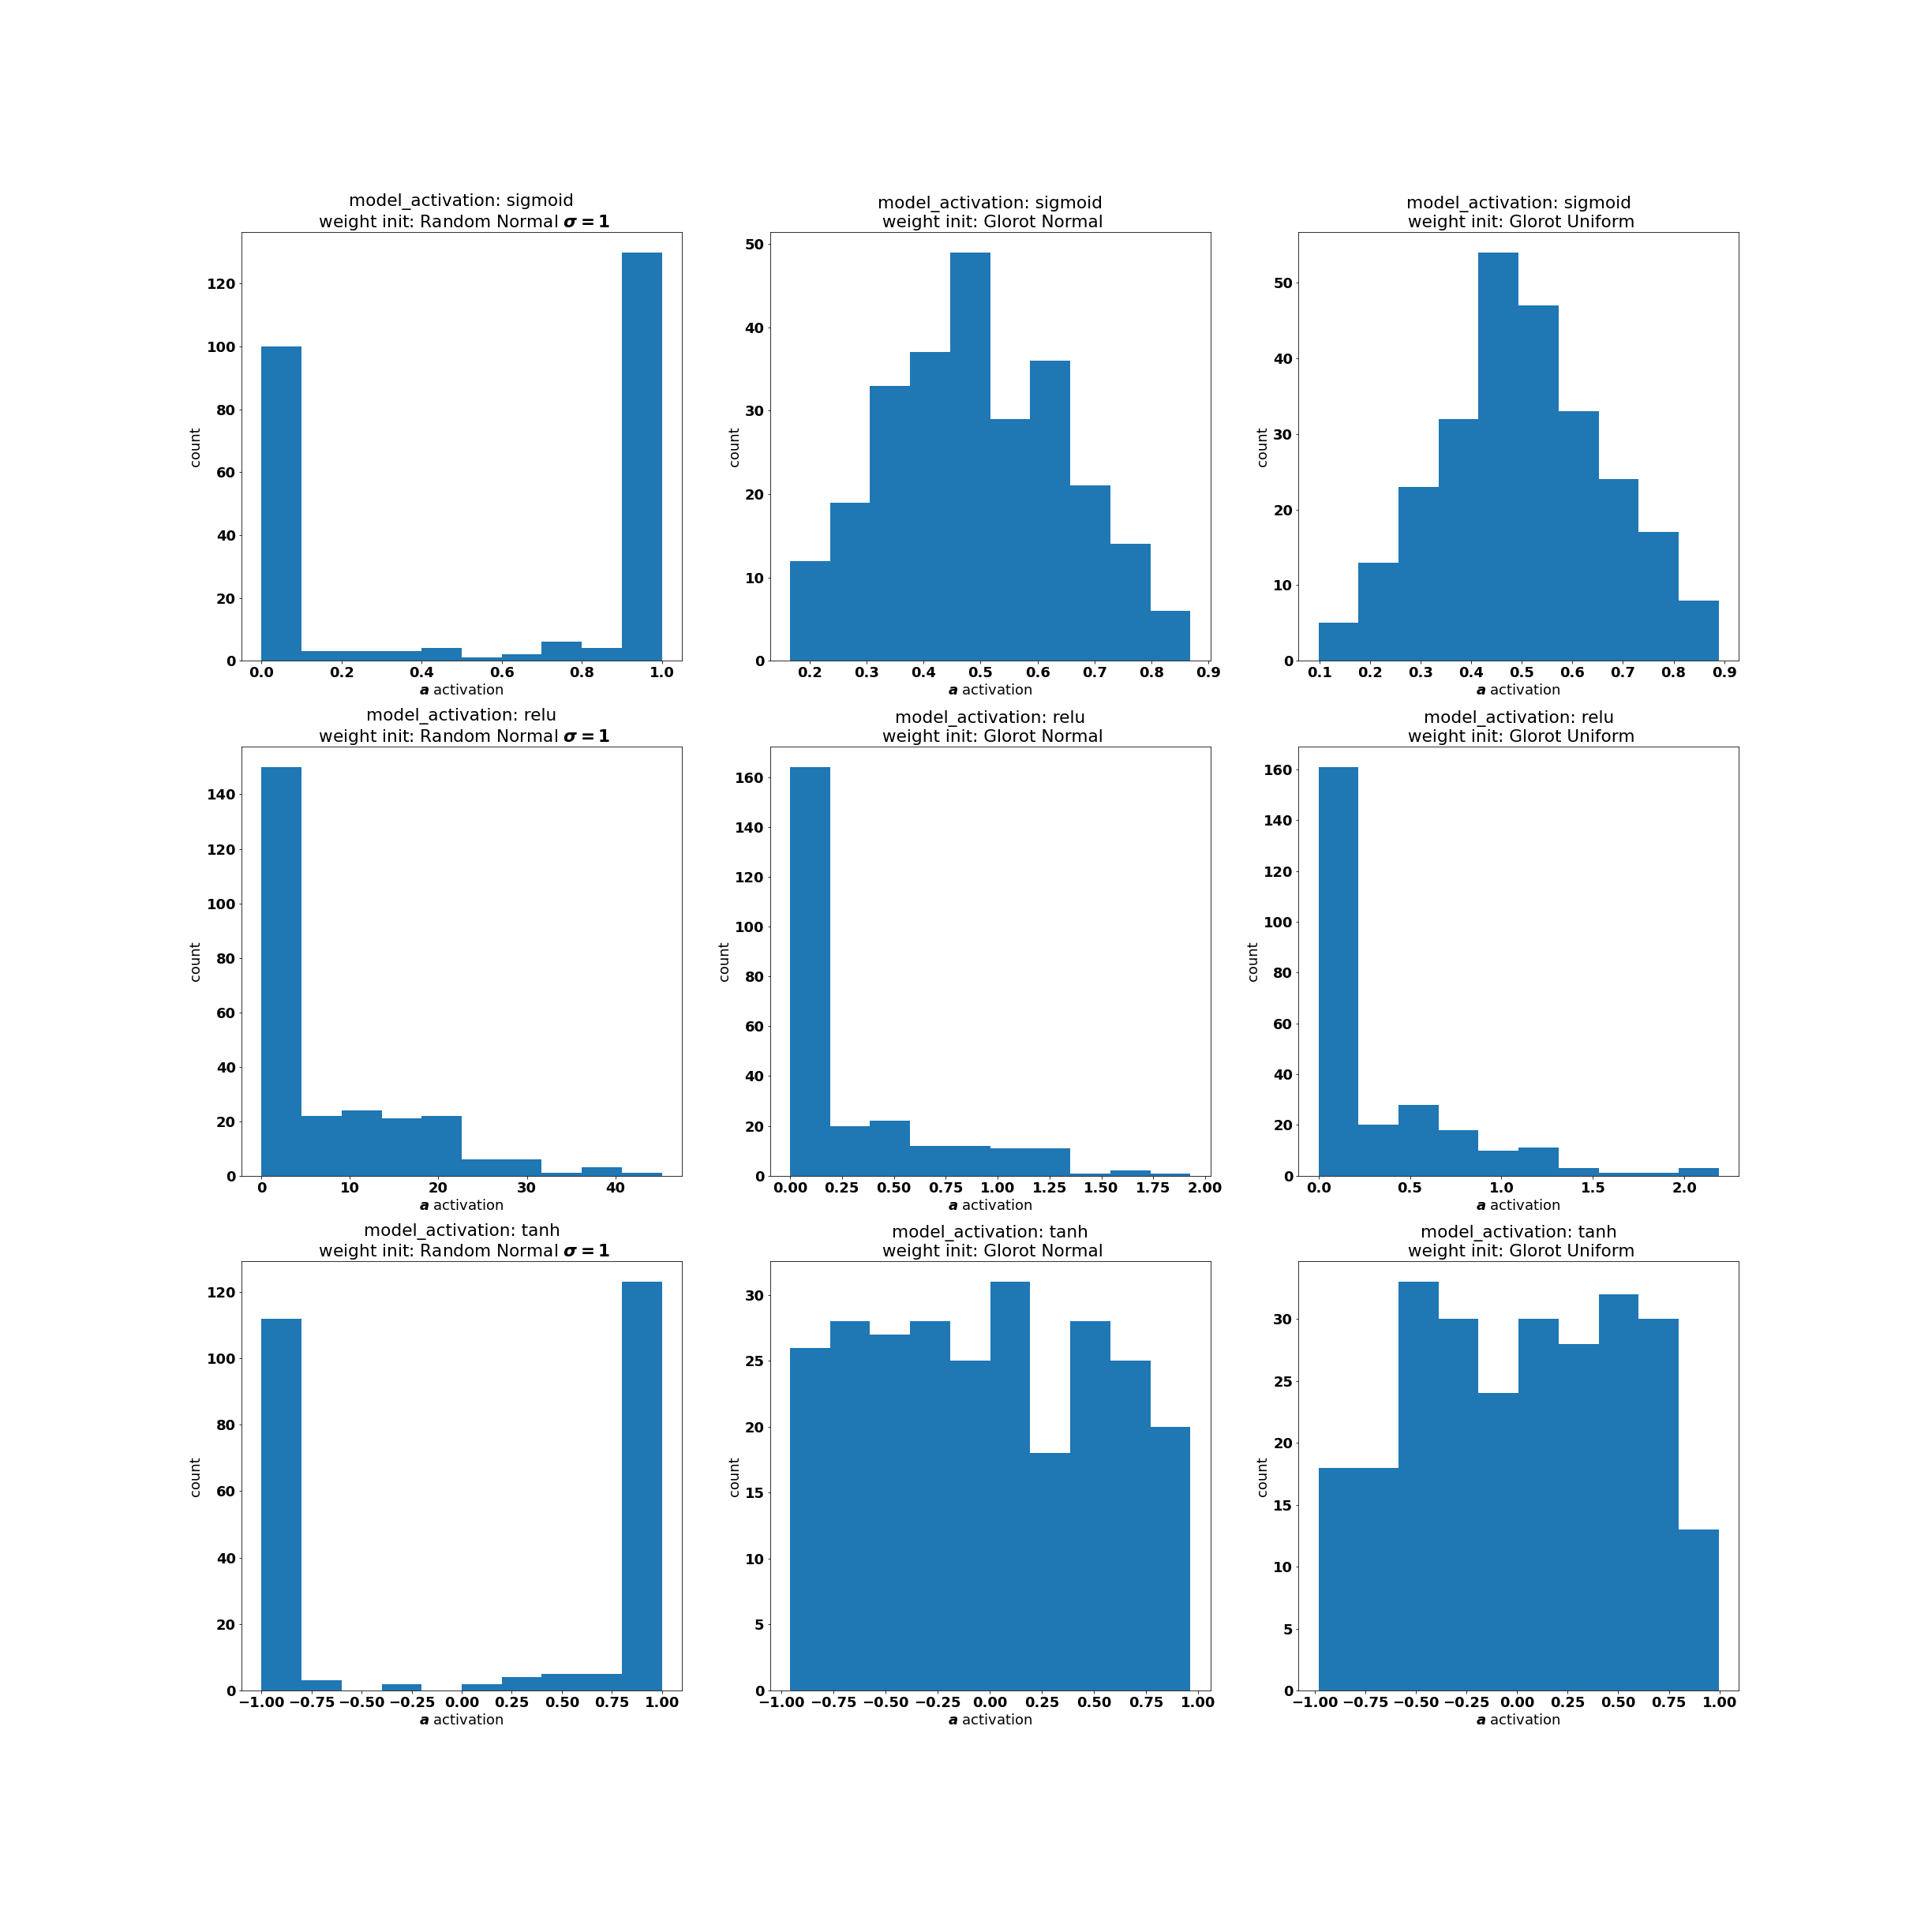 model_activation: sigmoid
weight init: Random Normal σ = 1
count
120
100
80
60
40
20
0
0.0 0.2 0.4 0.6 0.8 1.0
a activation
model_activation: sigmoid
weight init: Glorot Normal
count
50
40
30
20
10
0
0.2 0.3 0.4 0.5 0.6 0.7 0.8 0.9
a activation
model_activation: sigmoid
weight init: Glorot Uniform
count
50
40
30
20
10
0
0.1 0.2 0.3 0.4 0.5 0.6 0.7 0.8 0.9
a activation
model_activation: relu
weight init: Random Normal σ = 1
count
140
120
100
80
60
40
20
0
0 10 20 30 40
a activation
model_activation: relu
weight init: Glorot Normal
count
160
140
120
100
80
60
40
20
0
0.00 0.25 0.50 0.75 1.00 1.25 1.50 1.75 2.00
a activation
model_activation: relu
weight init: Glorot Uniform
count
160
140
120
100
80
60
40
20
0
0.0 0.5 1.0 1.5 2.0
a activation
model_activation: tanh
weight init: Random Normal σ = 1
count
120
100
80
60
40
20
0
−1.00 −0.75 −0.50 −0.25 0.00 0.25 0.50 0.75 1.00
a activation
model_activation: tanh
weight init: Glorot Normal
count
30
25
20
15
10
5
0
−1.00 −0.75 −0.50 −0.25 0.00 0.25 0.50 0.75 1.00
a activation
model_activation: tanh
weight init: Glorot Uniform
count
30
25
20
15
10
5
0
−1.00 −0.75 −0.50 −0.25 0.00 0.25 0.50 0.75 1.00
a activation